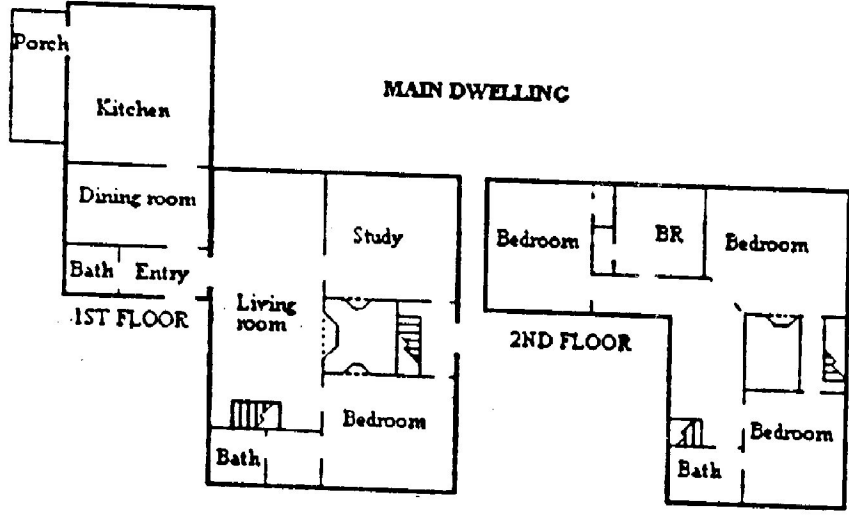 Porch
MAIN DWELLING
Kitchen
Dining room
Study
Bedroom
BR
Bedroom
Bath
Entry
Living
room
1ST FLOOR
2ND FLOOR
Bedroom
Bedroom
Bath
Bath